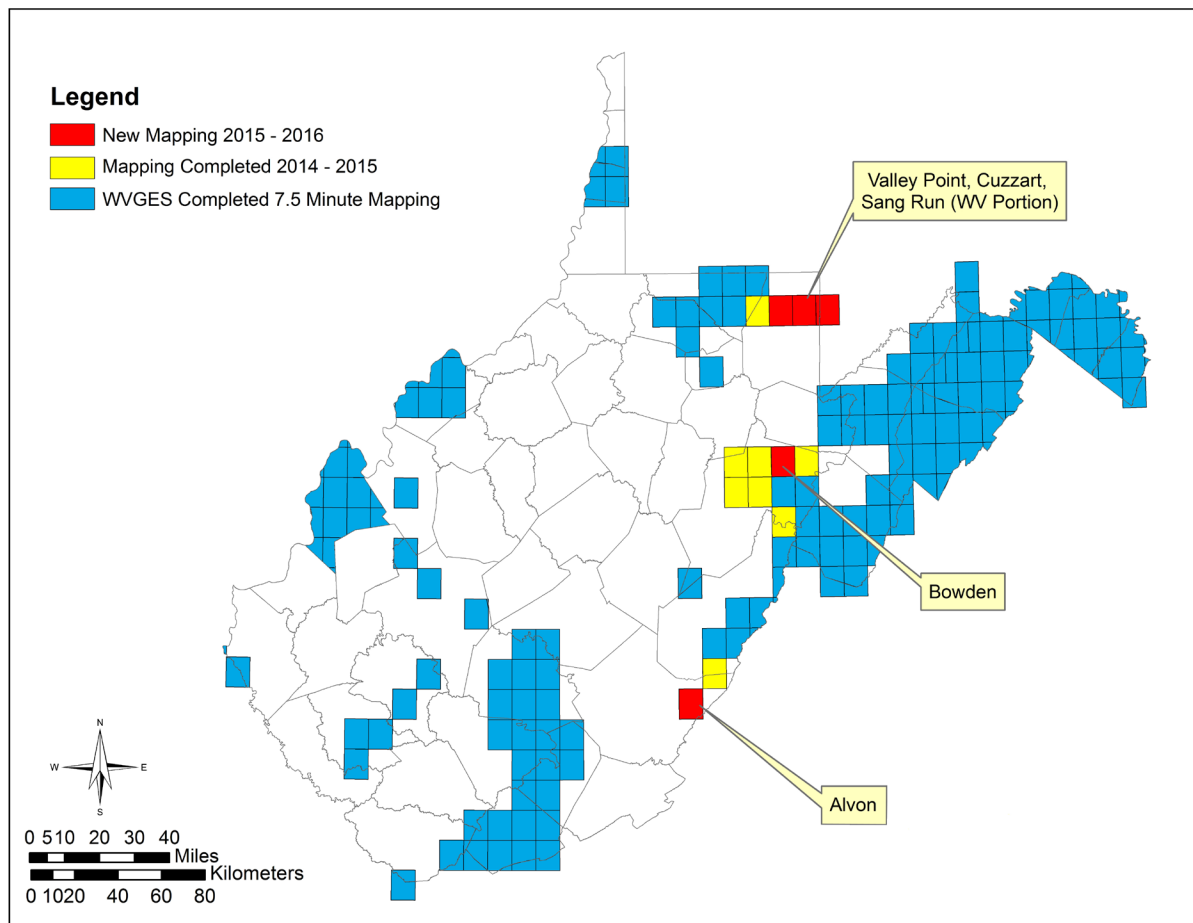 Legend
New Mapping 2015 - 2016
Mapping Completed 2014 - 2015
WVGES Completed 7.5 Minute Mapping
Valley Point, Cuzzart,
Sang Run (WV Portion)
Bowden
Alvon
N
W E
S
0 510 20 30 40
Miles
Kilometers
0 1020 40 60 80